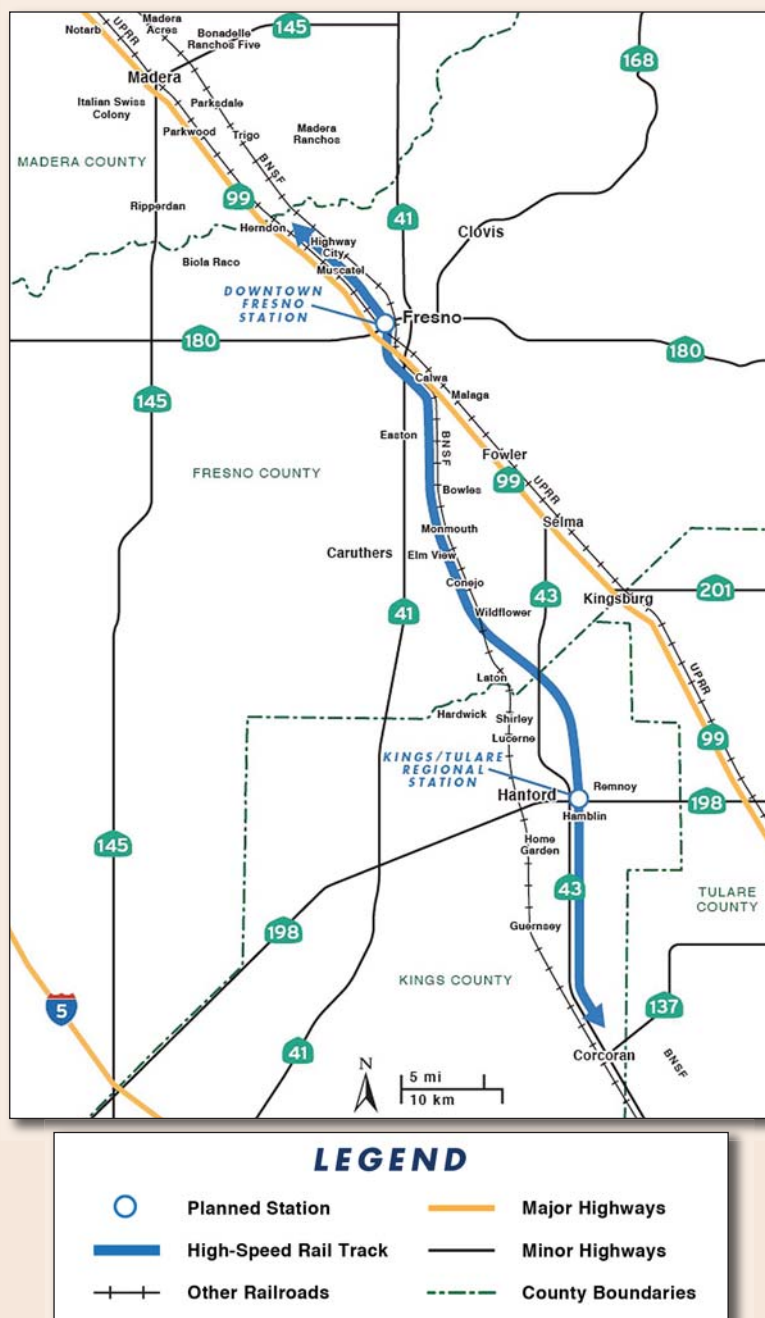 Notarb
UPRR
Madera
Acres
Bonadelle
Ranchos Five
145
168
Madera
Italian Swiss
Colony
Parksdale
Parkwood
Trigo
Madera
Ranchos
BNSF
MADERA COUNTY
99
41
Ripperdan
Herndon
Highway
City
Clovis
Biola Raco
Muscatel
DOWNTOWN
FRESNO
STATION
Fresno
180
180
145
Calwa
Malaga
Easton
BNSF
Fowler
FRESNO COUNTY
99
UPRR
Bowles
Selma
Monmouth
Caruthers
Elm View
Conejo
43
Kingsburg
201
41
Wildflower
Laton
UPRR
Hardwick
Shirley
Lucerne
99
KINGS/TULARE
REGIONAL
STATION
Hanford
Remnoy
198
Hamblin
145
Home
Garden
43
TULARE
COUNTY
198
Guernsey
KINGS COUNTY
5
137
41
Corcoran
BNSF
N
5 mi
10 km
LEGEND
Planned Station
Major Highways
High-Speed Rail Track
Minor Highways
Other Railroads
County Boundaries